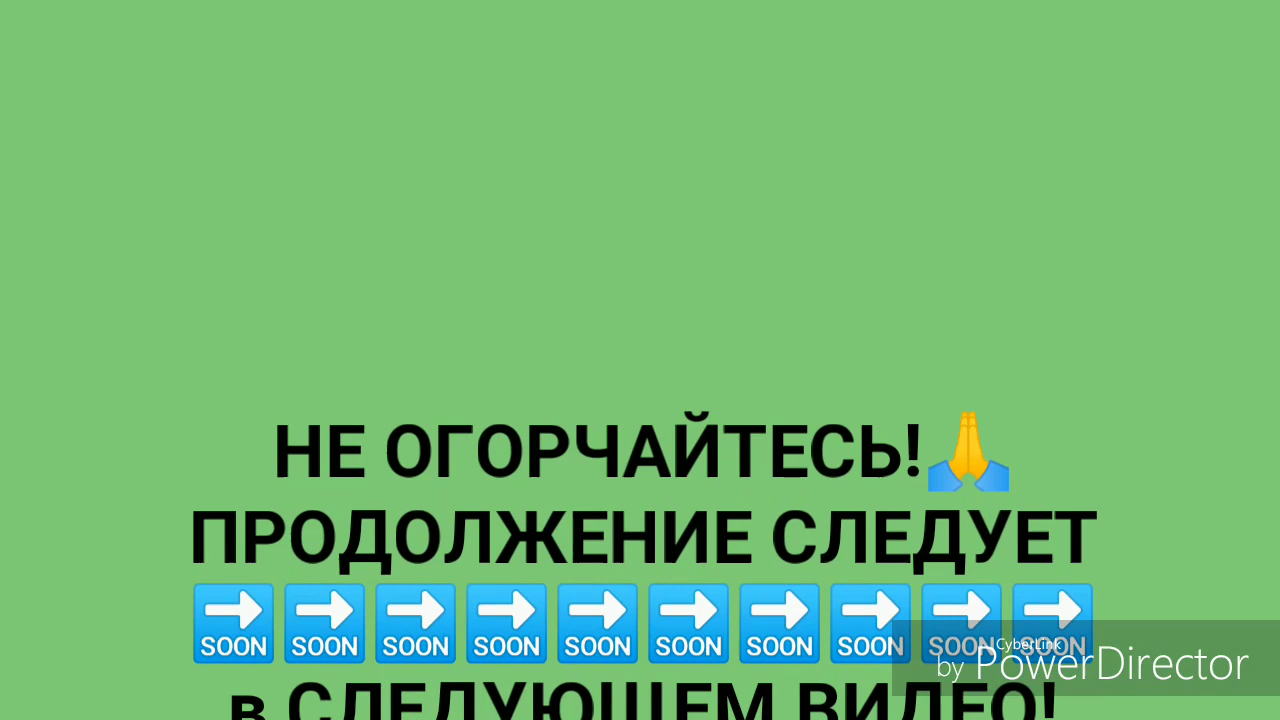 НЕ ОГОРЧАЙТЕСЬ!🙏
ПРОДОЛЖЕНИЕ СЛЕДУЕТ
SOON SOON SOON SOON SOON SOON SOON SOON SOON SOON
в СЛЕДУЮЩЕМ ВИДЕО!
CyberLink
by PowerDirector